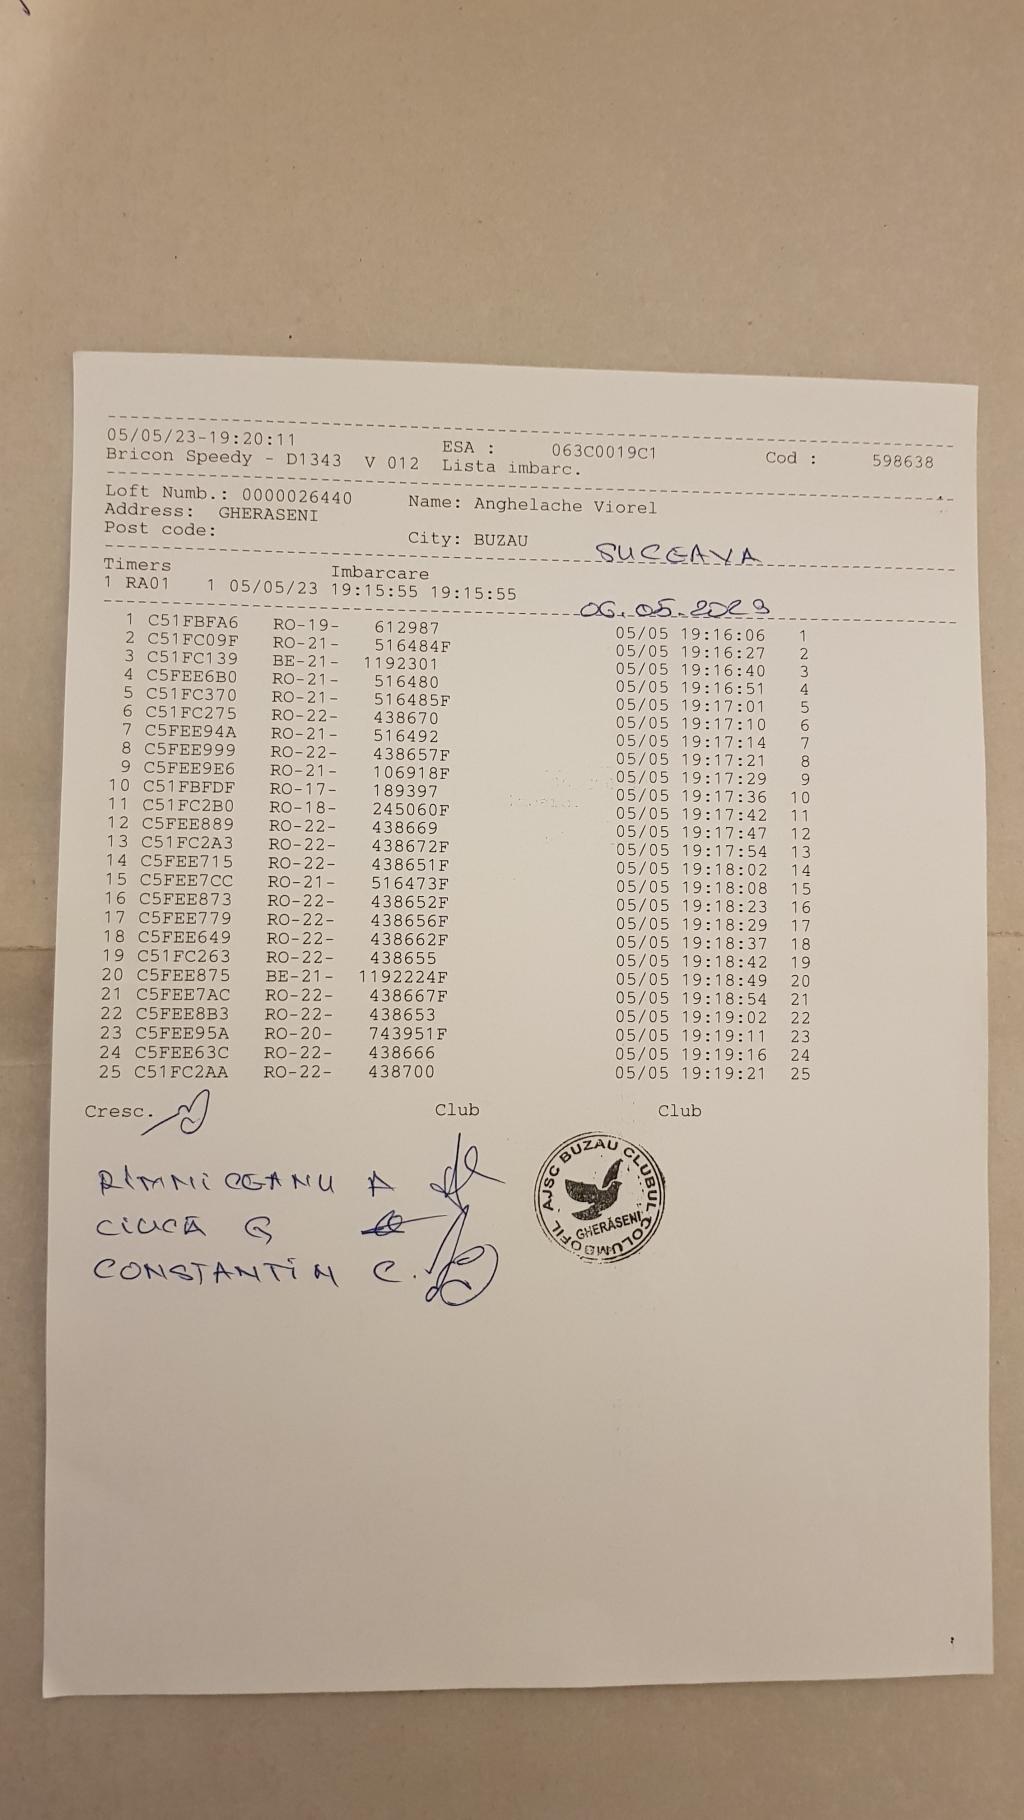 05/05/23-19:20:11 ESA : 063C0019C1 Cod : 598638
Bricon Speedy - D1343 V 012 Lista imbarc.
Loft Numb.: 0000026440 Name: Anghelache Viorel
Address: GHERASENI
Post code: City: BUZAU SUCEAVA
Timers Imbarcare
1 RA01 1 05/05/23 19:15:55 19:15:55
06.05.2023
1 C51FBFA6 RO-19- 612987 05/05 19:16:06 1
2 C51FC09F RO-21- 516484F 05/05 19:16:27 2
3 C51FC139 BE-21- 1192301 05/05 19:16:40 3
4 C5FEE6B0 RO-21- 516480 05/05 19:16:51 4
5 C51FC370 RO-21- 516485F 05/05 19:17:01 5
6 C51FC275 RO-22- 438670 05/05 19:17:10 6
7 C5FEE94A RO-21- 516492 05/05 19:17:14 7
8 C5FEE999 RO-22- 438657F 05/05 19:17:21 8
9 C5FEE9E6 RO-21- 106918F 05/05 19:17:29 9
10 C51FBFDF RO-17- 189397 05/05 19:17:36 10
11 C51FC2B0 RO-18- 245060F 05/05 19:17:42 11
12 C5FEE889 RO-22- 438669 05/05 19:17:47 12
13 C51FC2A3 RO-22- 438672F 05/05 19:17:54 13
14 C5FEE715 RO-22- 438651F 05/05 19:18:02 14
15 C5FEE7CC RO-21- 516473F 05/05 19:18:08 15
16 C5FEE873 RO-22- 438652F 05/05 19:18:23 16
17 C5FEE779 RO-22- 438656F 05/05 19:18:29 17
18 C5FEE649 RO-22- 438662F 05/05 19:18:37 18
19 C51FC263 RO-22- 438655 05/05 19:18:42 19
20 C5FEE875 BE-21- 1192224F 05/05 19:18:49 20
21 C5FEE7AC RO-22- 438667F 05/05 19:18:54 21
22 C5FEE8B3 RO-22- 438653 05/05 19:19:02 22
23 C5FEE95A RO-20- 743951F 05/05 19:19:11 23
24 C5FEE63C RO-22- 438666 05/05 19:19:16 24
25 C51FC2AA RO-22- 438700 05/05 19:19:21 25
Cresc. Club Club
RÎMNICEANU A
CIUCĂ G
CONSTANTIN C.
AJSC BUZAU CLUBUL COLUMBOFIL
GHERĂSENI